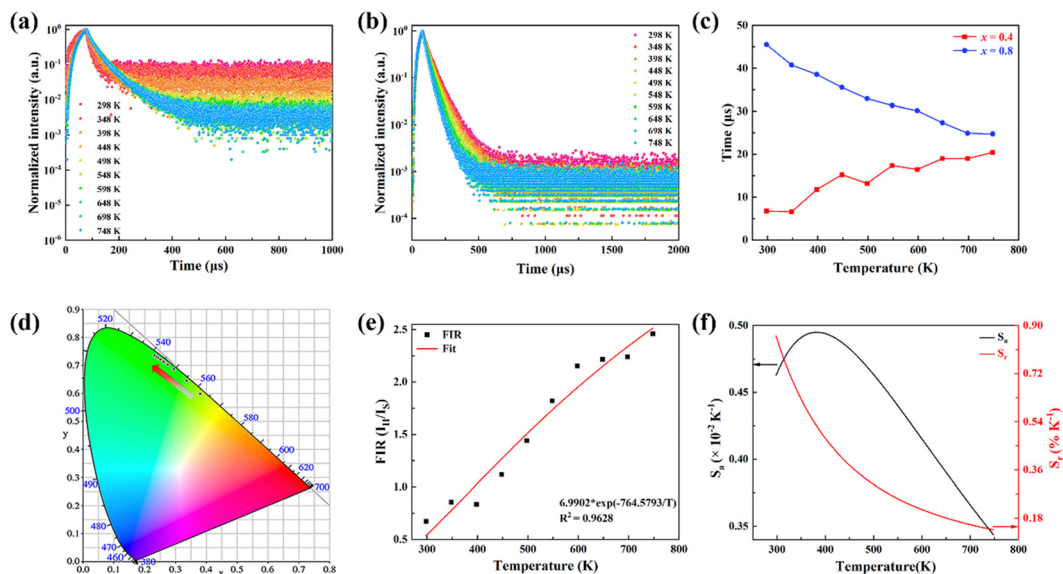 (a)
Normalized intensity (a.u.)
10⁰
10⁻¹
10⁻²
10⁻³
10⁻⁴
10⁻⁵
10⁻⁶
298 K
348 K
398 K
448 K
498 K
548 K
598 K
648 K
698 K
748 K
0 200 400 600 800 1000
Time (μs)
(b)
Normalized intensity (a.u.)
10⁰
10⁻¹
10⁻²
10⁻³
10⁻⁴
298 K
348 K
398 K
448 K
498 K
548 K
598 K
648 K
698 K
748 K
0 500 750 1000 1500 2000
Time (μs)
(c)
Time (μs)
50
40
30
20
10
0
x = 0.4
x = 0.8
300 400 500 600 700 800
Temperature (K)
(d)
y
0.9
0.8
0.7
0.6
0.5
0.4
0.3
0.2
0.1
0.0
520
540
560
500
580
600
620
490
700
480
470
460
380
0.0 0.1 0.2 0.3 0.4 0.5 0.6 0.7 0.8
x
(e)
FIR (I_H/I_S)
2.5
2.0
1.5
1.0
0.5
FIR
Fit
6.9902*exp(-764.5793/T)
R² = 0.9628
300 400 500 600 700 800
Temperature (K)
(f)
Sₐ (× 10⁻² K⁻¹)
0.50
0.45
0.40
0.35
Sₐ
Sᵣ
0.90
0.72
0.54
0.36
0.18
Sᵣ (% K⁻¹)
300 400 500 600 700 800
Temperature(K)